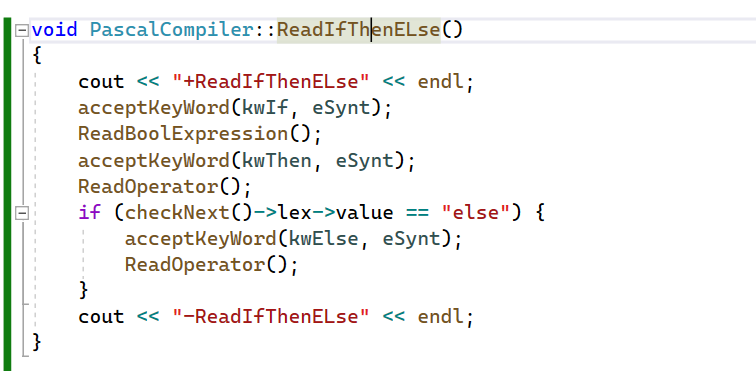 void PascalCompiler::ReadIfThenELse()
{
cout << "+ReadIfThenELse" << endl;
acceptKeyWord(kwIf, eSynt);
ReadBoolExpression();
acceptKeyWord(kwThen, eSynt);
ReadOperator();
if (checkNext()->lex->value == "else") {
acceptKeyWord(kwElse, eSynt);
ReadOperator();
}
cout << "-ReadIfThenELse" << endl;
}